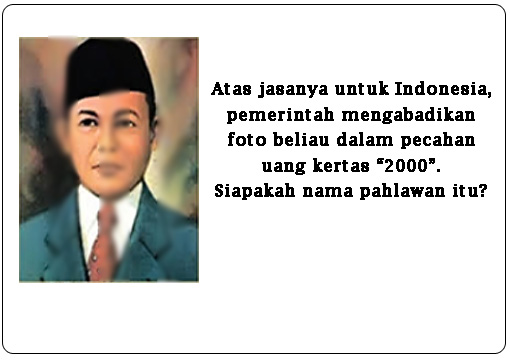 Atas jasanya untuk Indonesia,
pemerintah mengabadikan
foto beliau dalam pecahan
uang kertas “2000”.
Siapakah nama pahlawan itu?